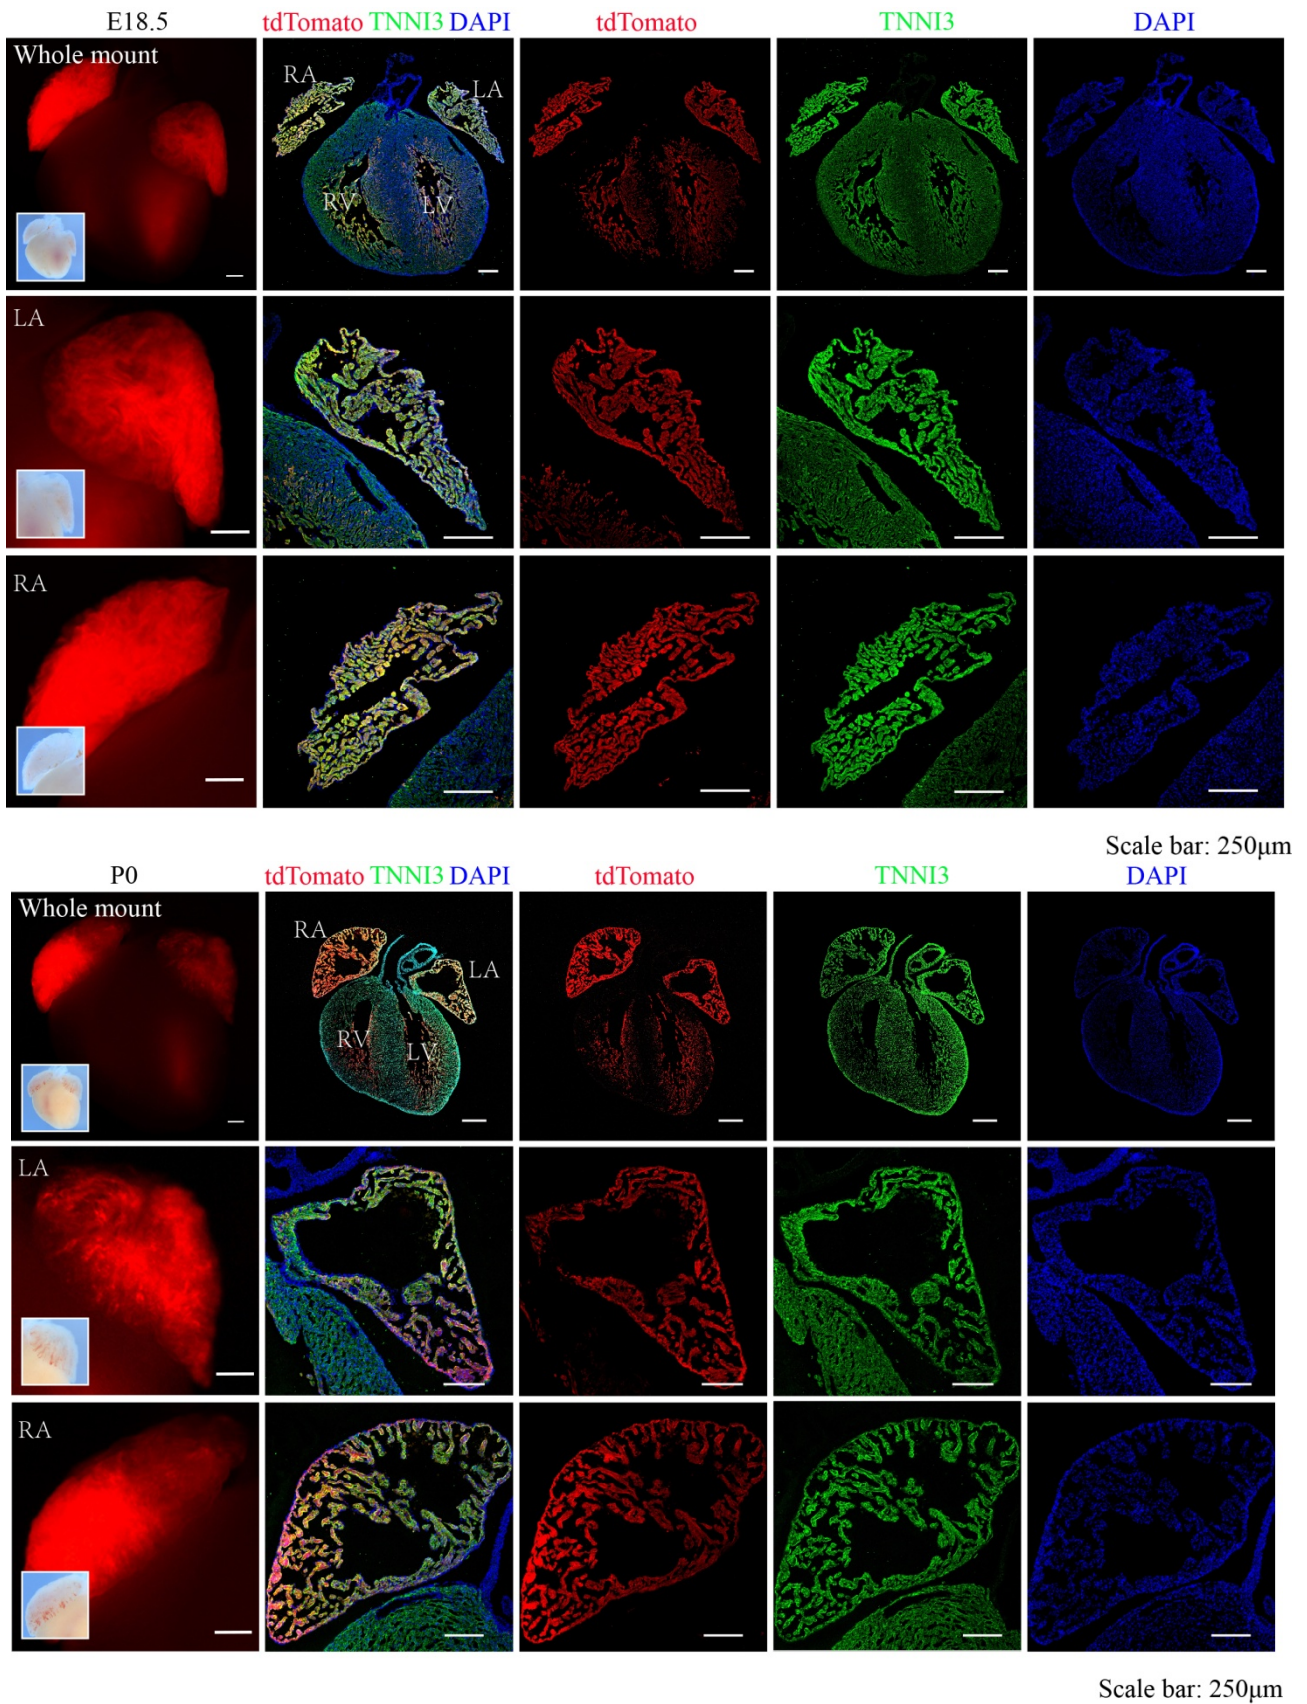 E18.5 tdTomato TNNI3 DAPI tdTomato TNNI3 DAPI
Whole mount
RA
LA
RV
LV
LA
RA
Scale bar: 250μm
P0 tdTomato TNNI3 DAPI tdTomato TNNI3 DAPI
Whole mount
RA
LA
RV
LV
LA
RA
Scale bar: 250μm